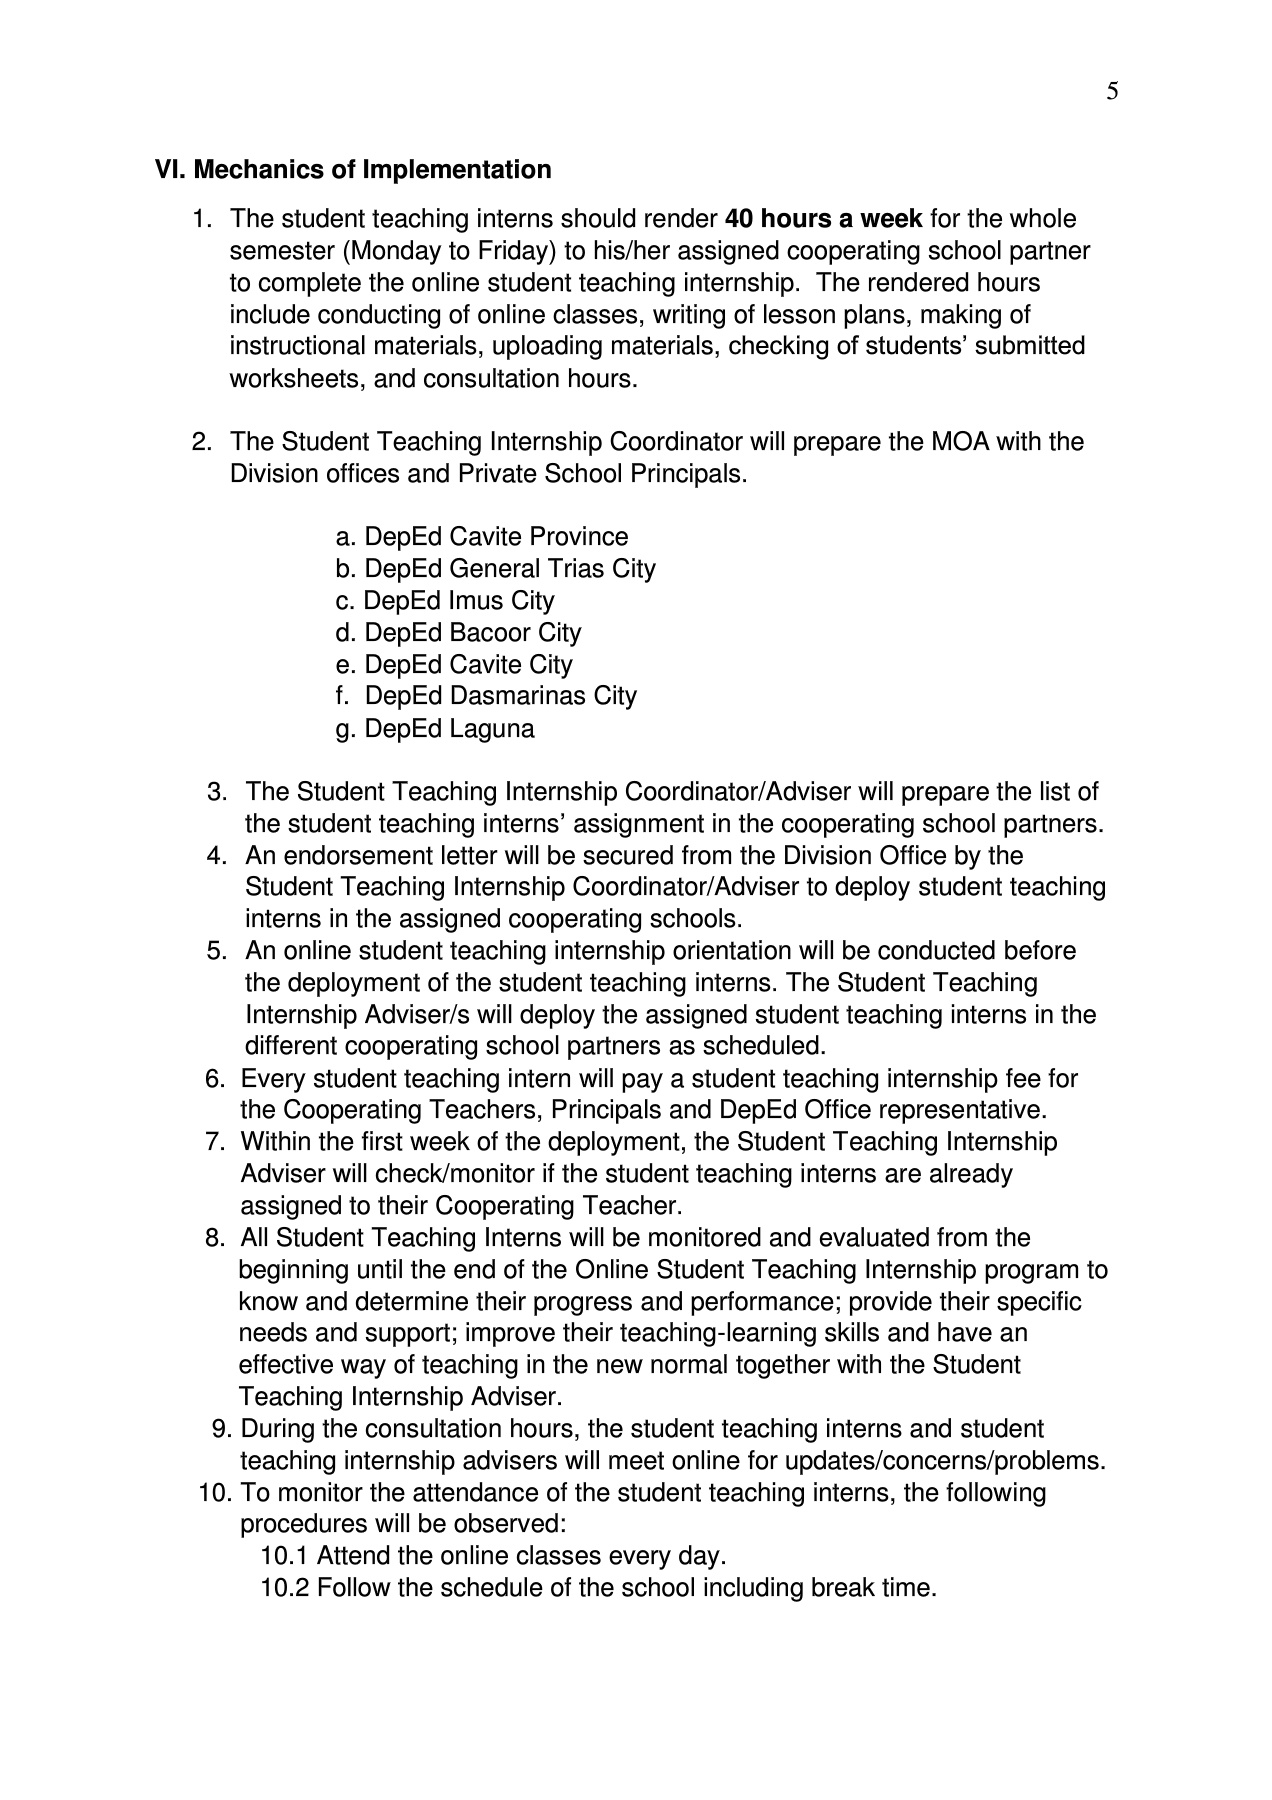 5
VI. Mechanics of Implementation
1. The student teaching interns should render 40 hours a week for the whole
semester (Monday to Friday) to his/her assigned cooperating school partner
to complete the online student teaching internship. The rendered hours
include conducting of online classes, writing of lesson plans, making of
instructional materials, uploading materials, checking of students’ submitted
worksheets, and consultation hours.
2. The Student Teaching Internship Coordinator will prepare the MOA with the
Division offices and Private School Principals.
a. DepEd Cavite Province
b. DepEd General Trias City
c. DepEd Imus City
d. DepEd Bacoor City
e. DepEd Cavite City
f. DepEd Dasmarinas City
g. DepEd Laguna
3. The Student Teaching Internship Coordinator/Adviser will prepare the list of
the student teaching interns’ assignment in the cooperating school partners.
4. An endorsement letter will be secured from the Division Office by the
Student Teaching Internship Coordinator/Adviser to deploy student teaching
interns in the assigned cooperating schools.
5. An online student teaching internship orientation will be conducted before
the deployment of the student teaching interns. The Student Teaching
Internship Adviser/s will deploy the assigned student teaching interns in the
different cooperating school partners as scheduled.
6. Every student teaching intern will pay a student teaching internship fee for
the Cooperating Teachers, Principals and DepEd Office representative.
7. Within the first week of the deployment, the Student Teaching Internship
Adviser will check/monitor if the student teaching interns are already
assigned to their Cooperating Teacher.
8. All Student Teaching Interns will be monitored and evaluated from the
beginning until the end of the Online Student Teaching Internship program to
know and determine their progress and performance; provide their specific
needs and support; improve their teaching-learning skills and have an
effective way of teaching in the new normal together with the Student
Teaching Internship Adviser.
9. During the consultation hours, the student teaching interns and student
teaching internship advisers will meet online for updates/concerns/problems.
10. To monitor the attendance of the student teaching interns, the following
procedures will be observed:
10.1 Attend the online classes every day.
10.2 Follow the schedule of the school including break time.